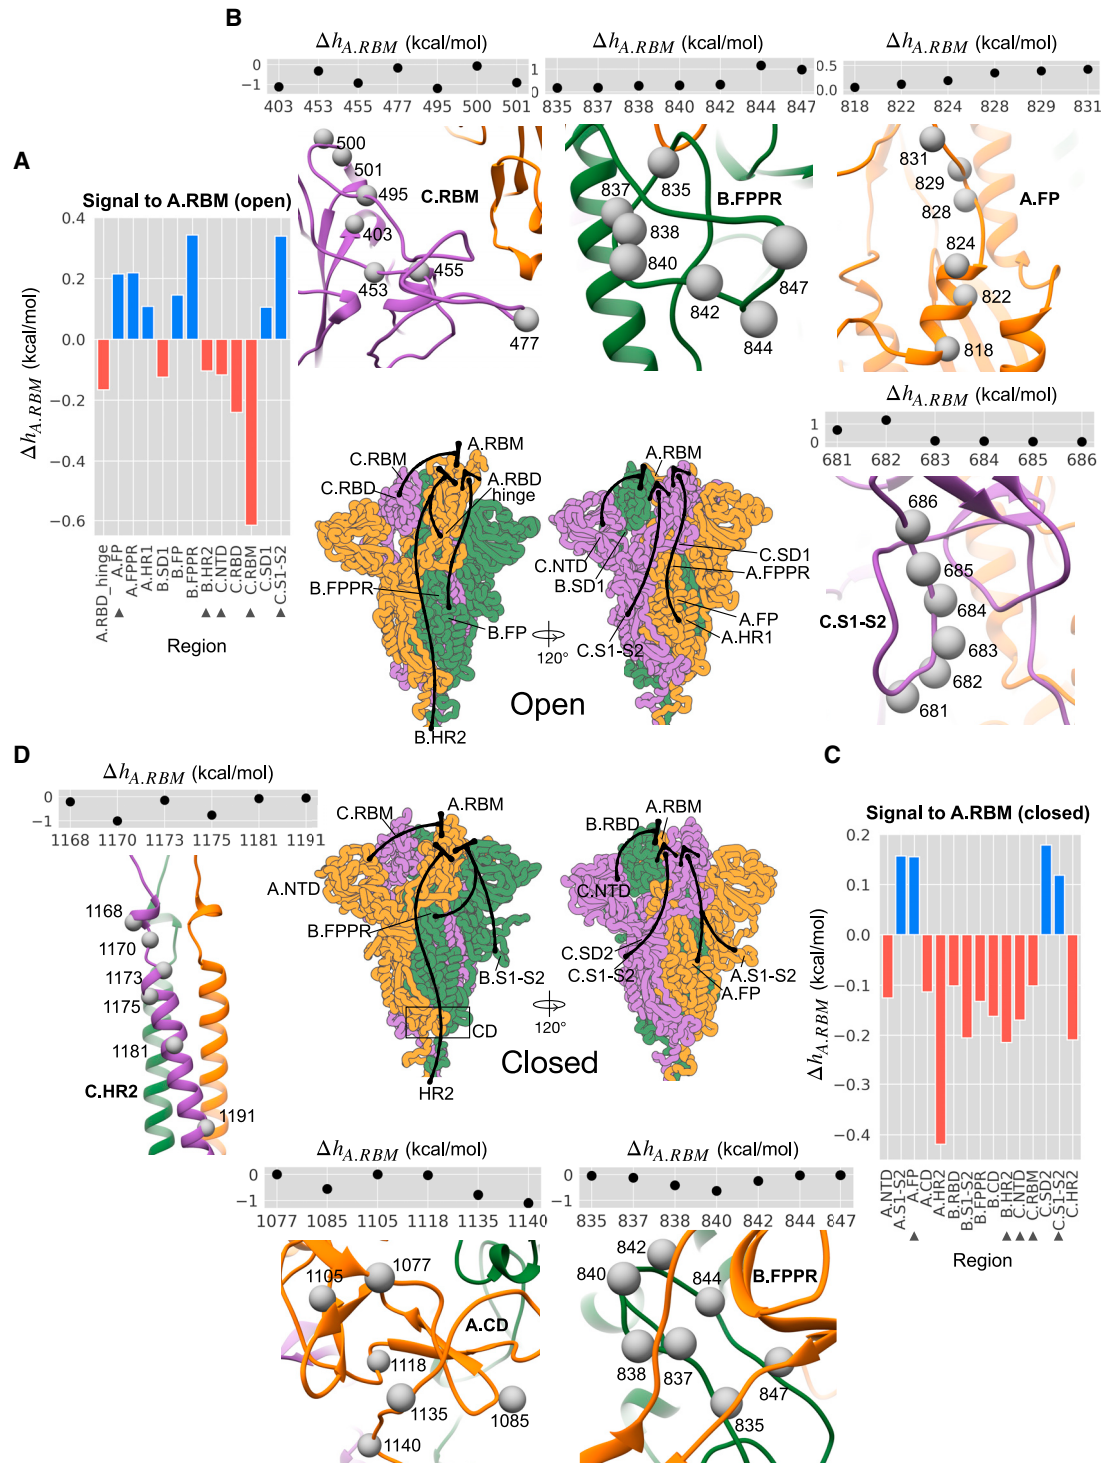 B
Δh_A.RBM (kcal/mol)
Δh_A.RBM (kcal/mol)
Δh_A.RBM (kcal/mol)
0
−1
403 453 455 477 495 500 501
1
0
835 837 838 840 842 844 847
0.5
0.0
818 822 824 828 829 831
500
501
495
C.RBM
403
455
453
477
837
835
B.FPPR
838
840
847
842
844
831
829
A.FP
828
824
822
818
A
Signal to A.RBM (open)
0.4
0.2
0.0
−0.2
−0.4
−0.6
Δh_A.RBM (kcal/mol)
A.RBD_hinge
A.FP
A.FPPR
A.HR1
B.SD1
B.FP
B.FPPR
B.HR2
C.NTD
C.RBD
C.RBM
C.SD1
C.S1-S2
Region
Δh_A.RBM (kcal/mol)
1
0
681 682 683 684 685 686
686
685
684
C.S1-S2
683
682
681
A.RBM
C.RBM
C.RBD
A.RBD
hinge
B.FPPR
B.FP
B.HR2
120°
A.RBM
C.NTD
B.SD1
C.SD1
A.FPPR
A.FP
A.HR1
C.S1-S2
Open
D
Δh_A.RBM (kcal/mol)
0
−1
1168 1170 1173 1175 1181 1191
1168
1170
1173
1175
1181
C.HR2
1191
C.RBM
A.RBM
A.NTD
B.FPPR
B.S1-S2
CD
HR2
120°
A.RBM
B.RBD
C.NTD
C.SD2
C.S1-S2
A.S1-S2
A.FP
Closed
C
Signal to A.RBM (closed)
0.2
0.1
0.0
−0.1
−0.2
−0.3
−0.4
Δh_A.RBM (kcal/mol)
A.NTD
A.S1-S2
A.FP
A.CD
A.HR2
B.RBD
B.S1-S2
B.FPPR
B.CD
B.HR2
C.NTD
C.RBM
C.SD2
C.S1-S2
C.HR2
Region
Δh_A.RBM (kcal/mol)
0
−1
1077 1085 1105 1118 1135 1140
1105
1077
A.CD
1118
1135
1085
1140
Δh_A.RBM (kcal/mol)
0
−1
835 837 838 840 842 844 847
842
840
844
B.FPPR
838
837
847
835